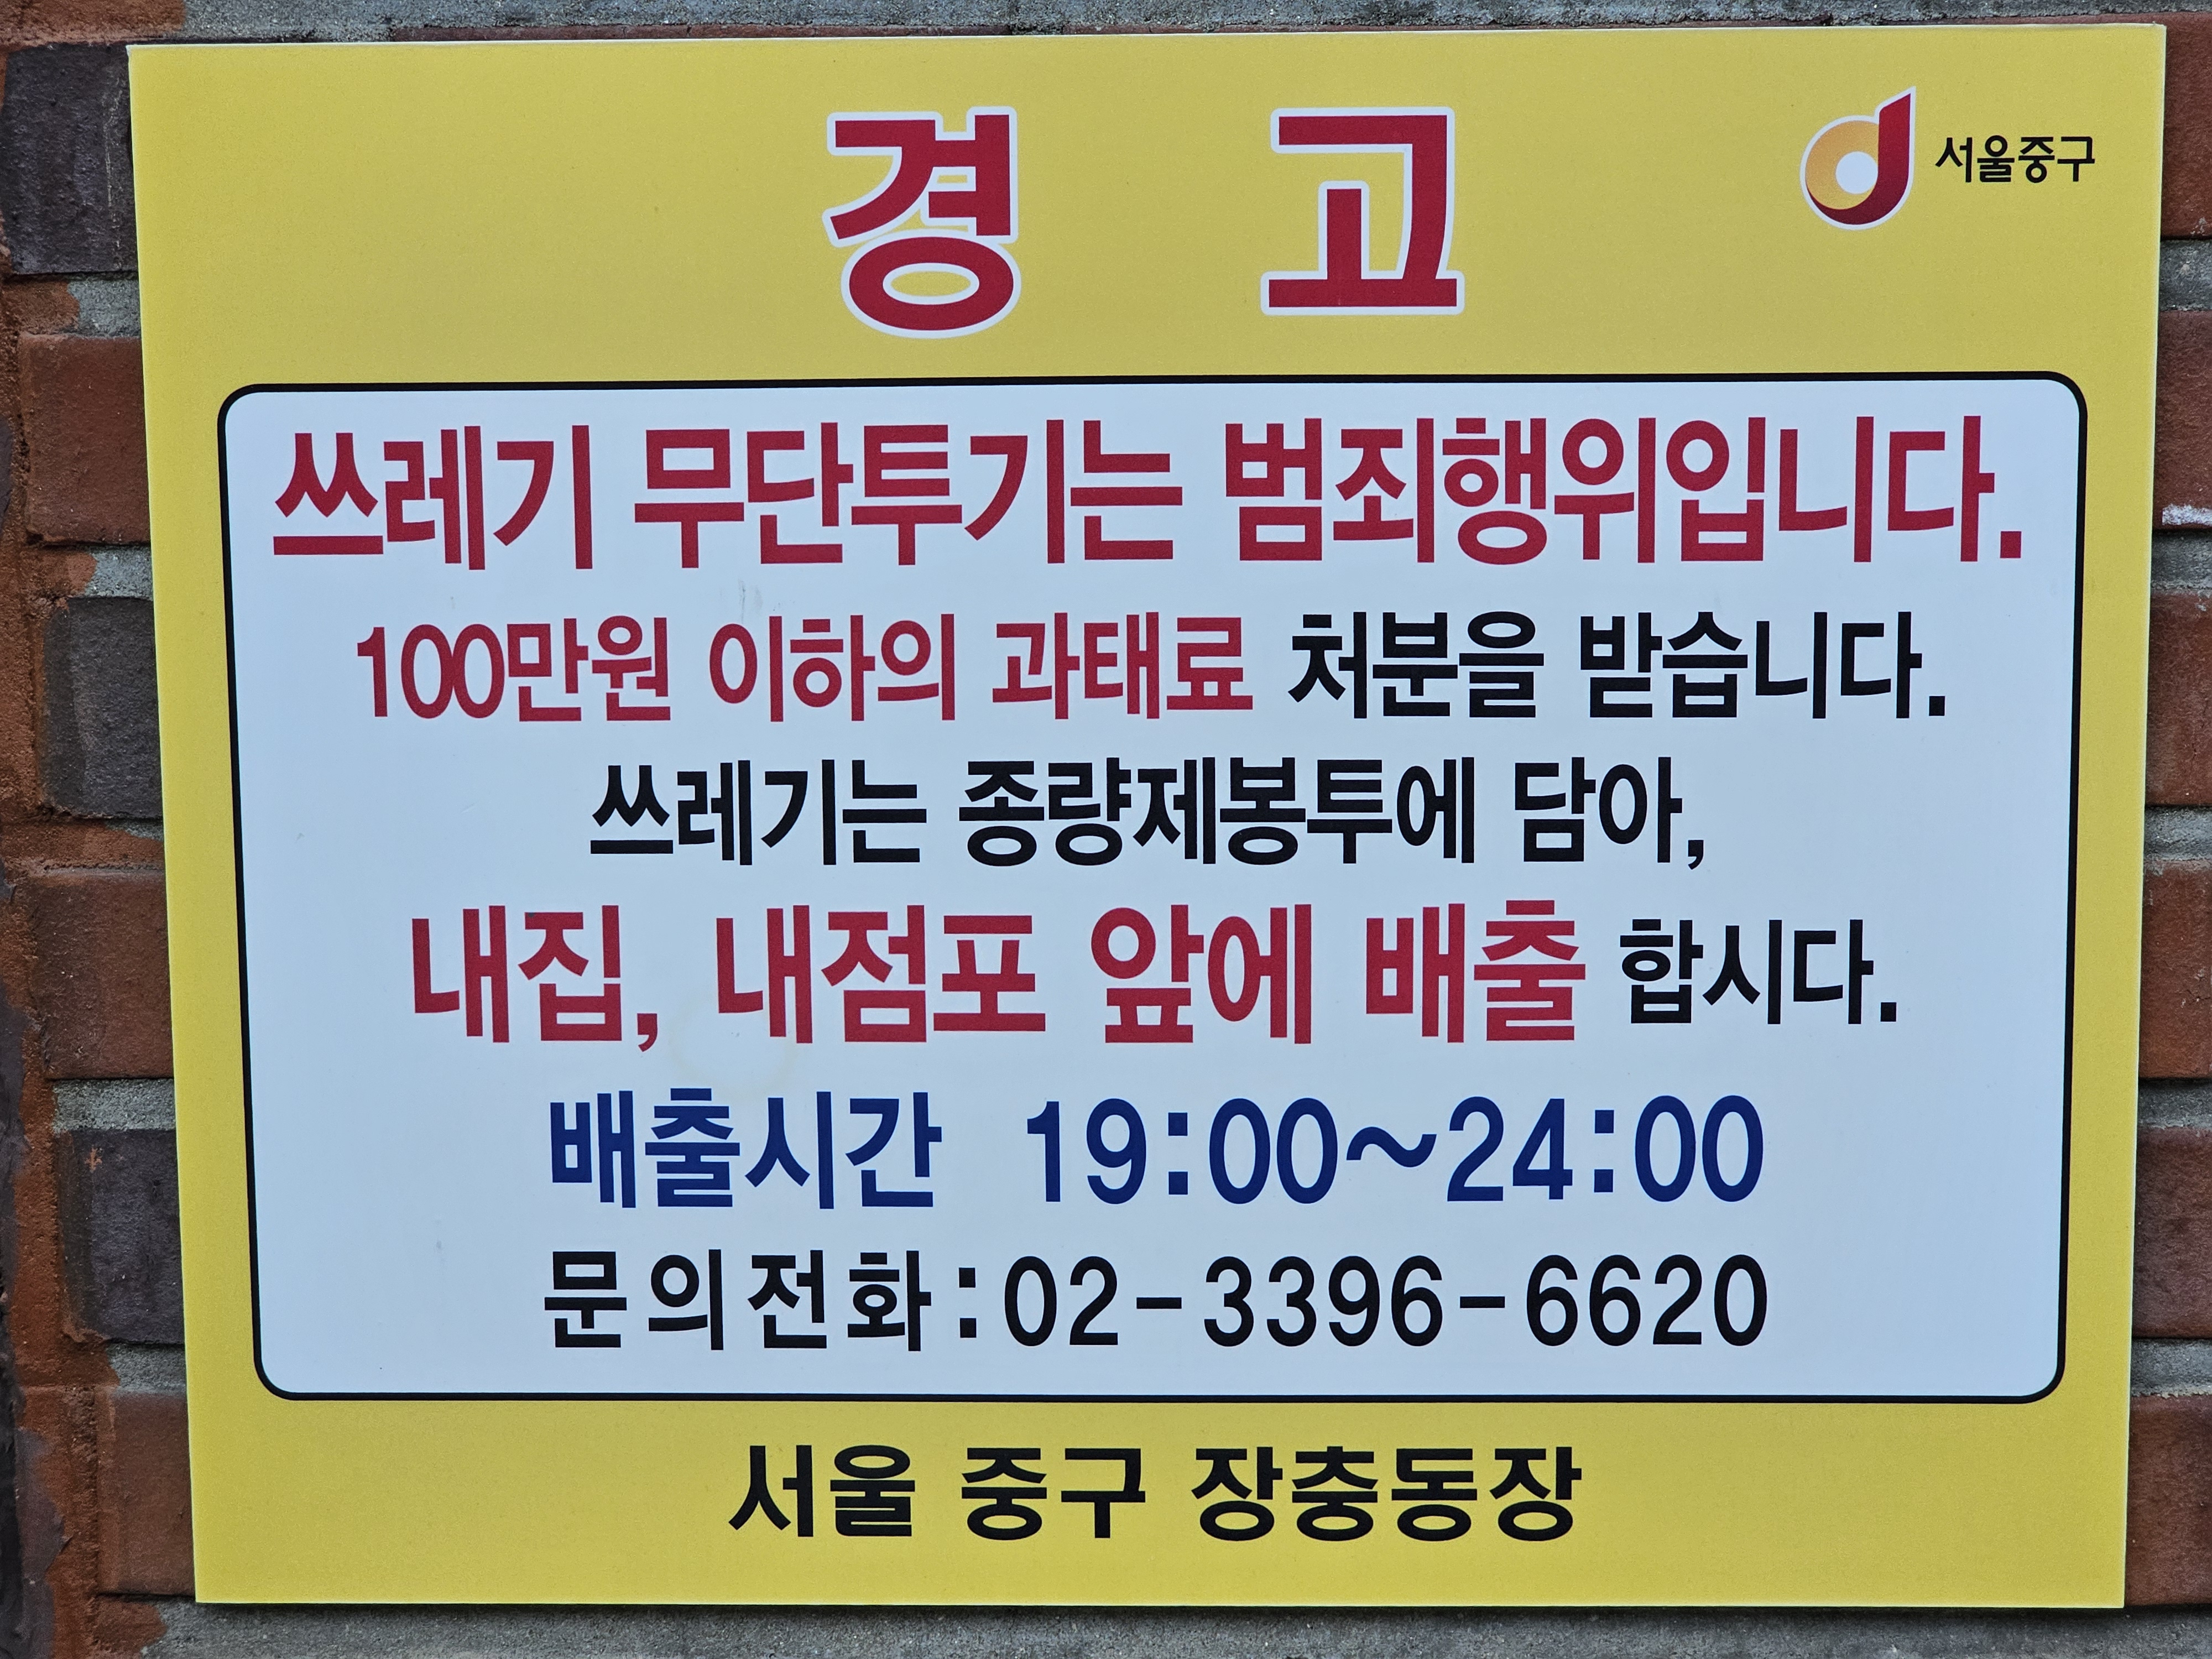 경 고
서울중구
쓰레기 무단투기는 범죄행위입니다.
100만원 이하의 과태료 처분을 받습니다.
쓰레기는 종량제봉투에 담아,
내집, 내점포 앞에 배출 합시다.
배출시간 19:00~24:00
문의전화:02-3396-6620
서울 중구 장충동장